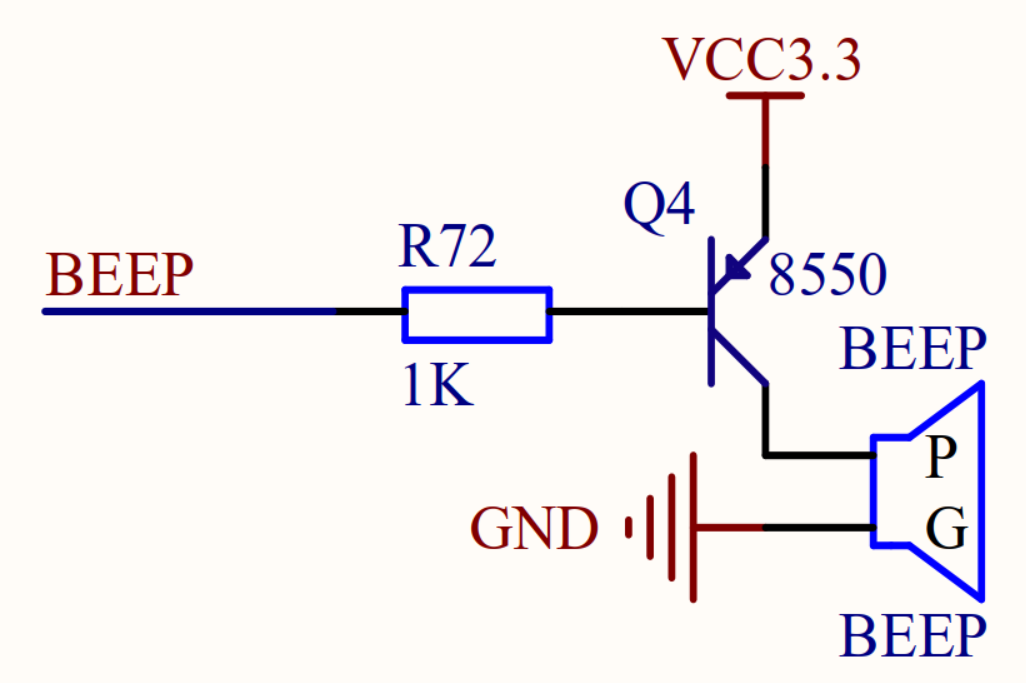 VCC3.3
Q4
R72
BEEP
8550
1K
BEEP
P
G
GND
BEEP